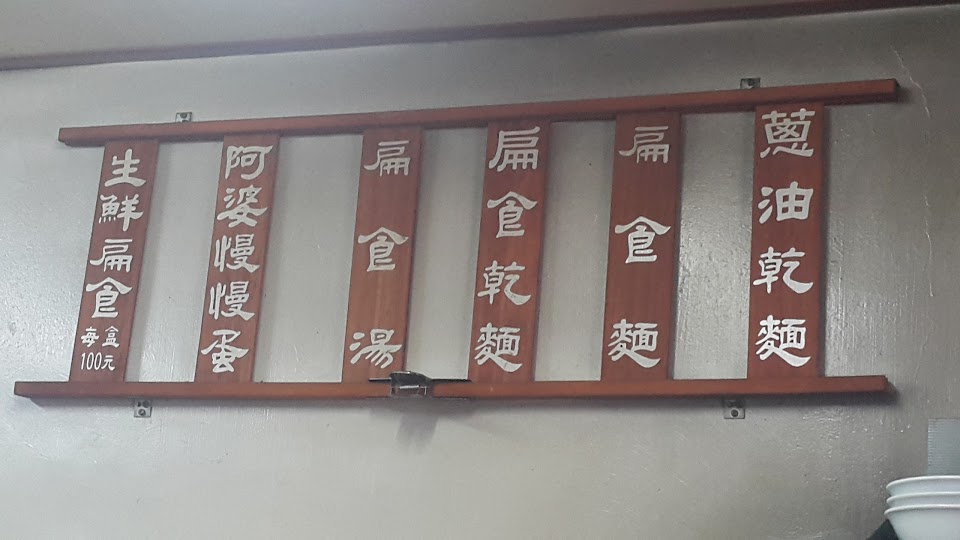 蔥油乾麵
扁食麵
扁食乾麵
扁食湯
阿婆慢慢蛋
生鮮扁食
每盒
100元